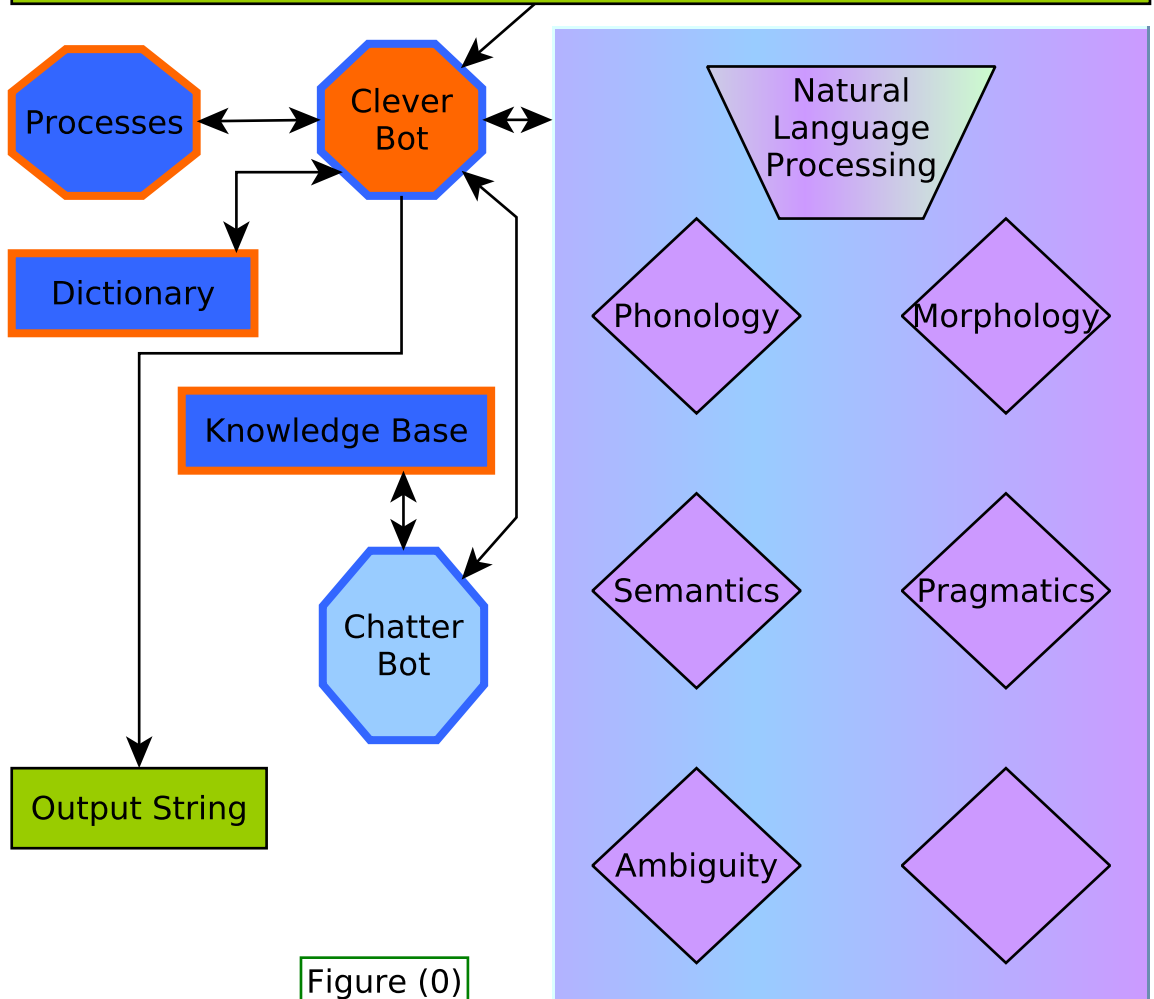 Processes
Clever
Bot
Natural
Language
Processing
Dictionary
Phonology
Morphology
Knowledge Base
Semantics
Pragmatics
Chatter
Bot
Output String
Ambiguity
Figure (0)